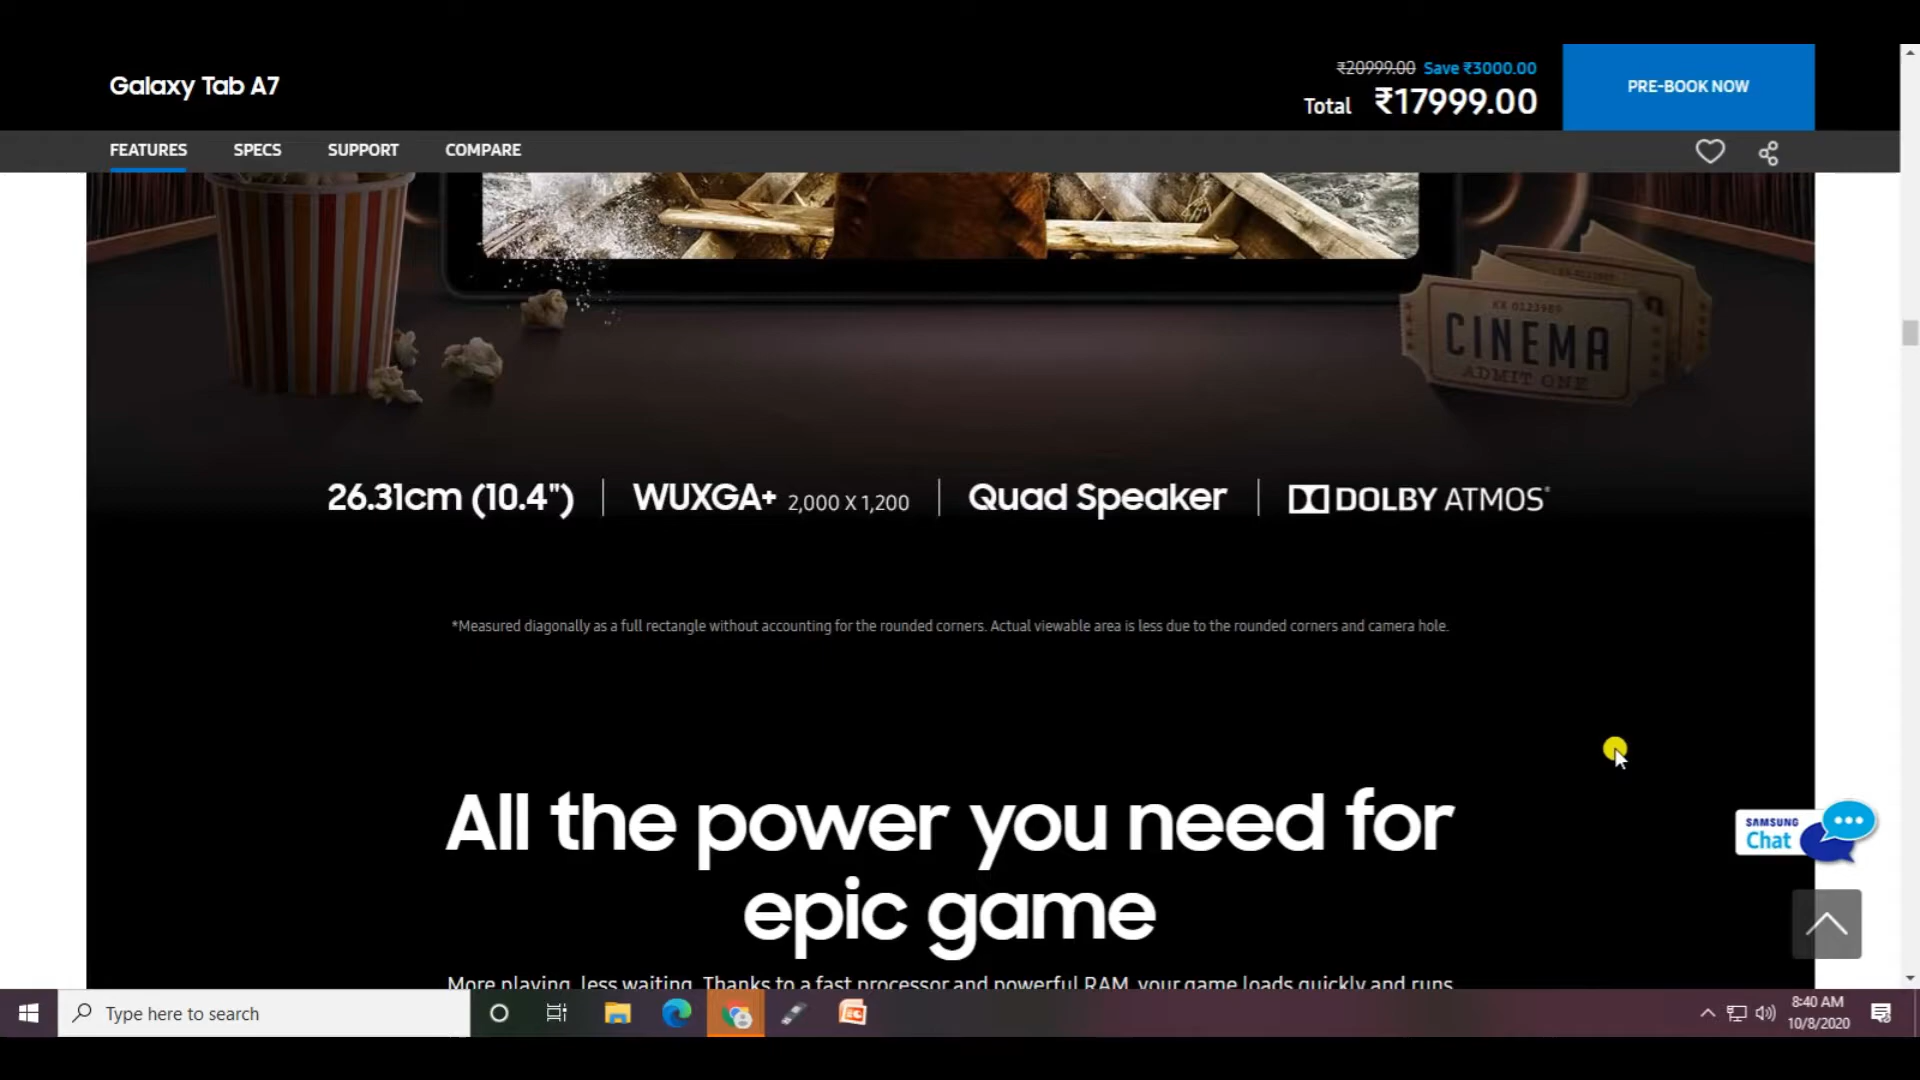 Galaxy Tab A7
₹20999.00 Save ₹3000.00
Total ₹17999.00
PRE-BOOK NOW
FEATURES SPECS SUPPORT COMPARE
CINEMA
ADMIT ONE
26.31cm (10.4") | WUXGA+ 2,000 X 1,200 | Quad Speaker | DOLBY ATMOS®
*Measured diagonally as a full rectangle without accounting for the rounded corners. Actual viewable area is less due to the rounded corners and camera hole.
All the power you need for
epic game
SAMSUNG
Chat
More playing, less waiting. Thanks to a fast processor and powerful RAM, your game loads quickly and runs
Type here to search
8:40 AM
10/8/2020